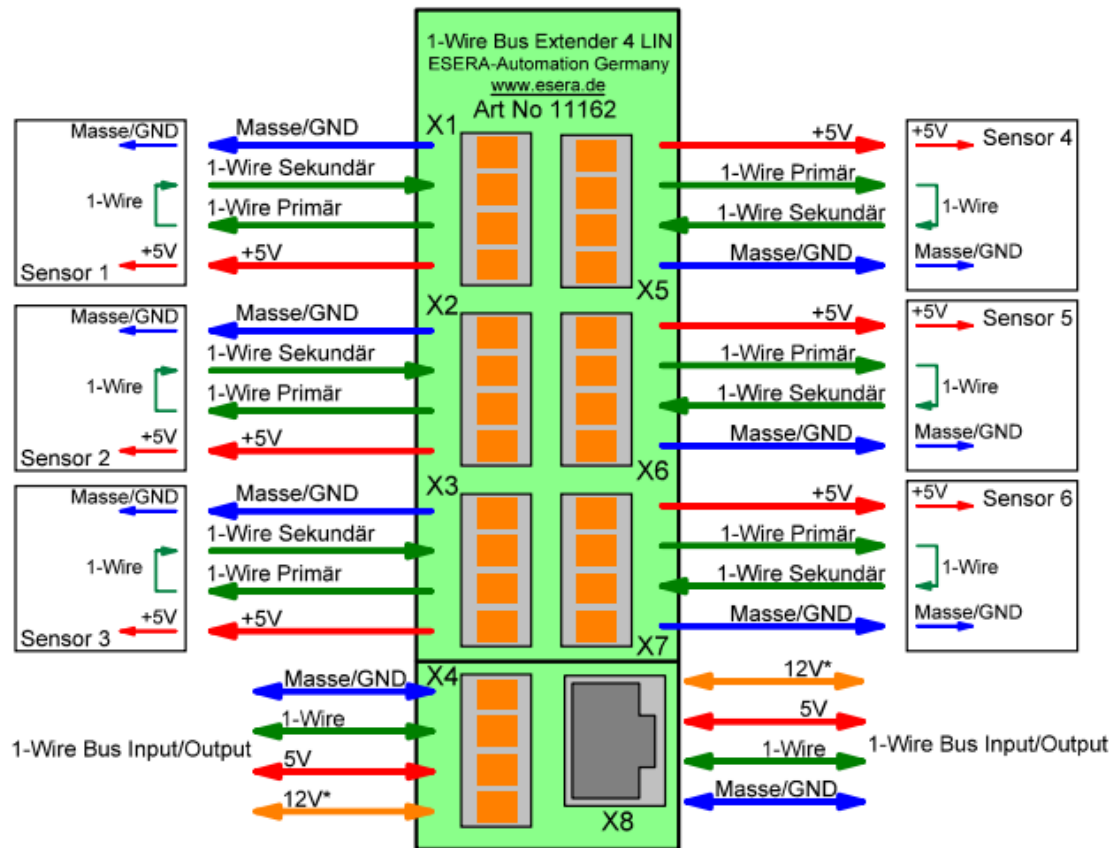 1-Wire Bus Extender 4 LIN
ESERA-Automation Germany
www.esera.de
Art No 11162
X1
Masse/GND
Masse/GND
1-Wire Sekundär
1-Wire
1-Wire Primär
+5V
+5V
Sensor 1
X5
+5V
+5V
Sensor 4
1-Wire Primär
1-Wire
1-Wire Sekundär
Masse/GND
Masse/GND
X2
Masse/GND
Masse/GND
1-Wire Sekundär
1-Wire
1-Wire Primär
+5V
+5V
Sensor 2
X6
+5V
+5V
Sensor 5
1-Wire Primär
1-Wire
1-Wire Sekundär
Masse/GND
Masse/GND
X3
Masse/GND
Masse/GND
1-Wire Sekundär
1-Wire
1-Wire Primär
+5V
+5V
Sensor 3
X7
+5V
+5V
Sensor 6
1-Wire Primär
1-Wire
1-Wire Sekundär
Masse/GND
Masse/GND
X4
Masse/GND
1-Wire
1-Wire Bus Input/Output
5V
12V*
X8
12V*
5V
1-Wire Bus Input/Output
1-Wire
Masse/GND